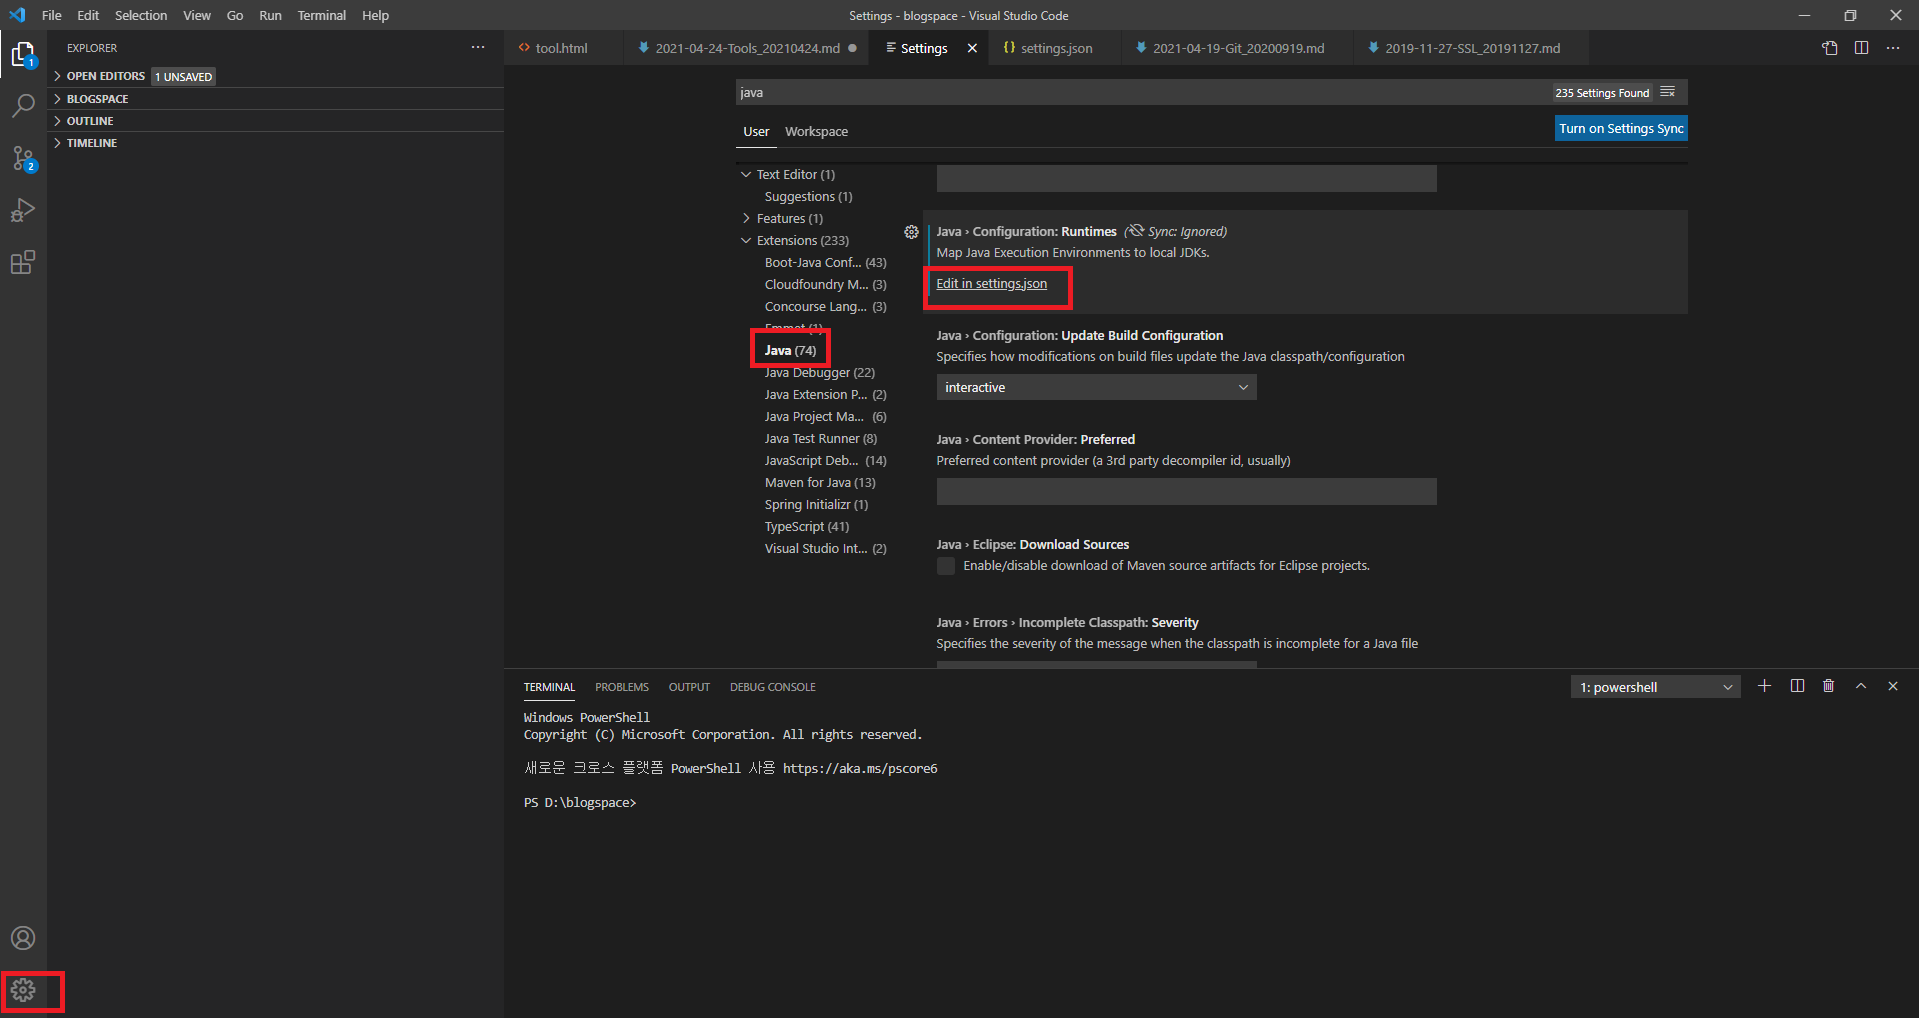 File Edit Selection View Go Run Terminal Help
Settings - blogspace - Visual Studio Code
EXPLORER
1
OPEN EDITORS 1 UNSAVED
BLOGSPACE
OUTLINE
TIMELINE
2
tool.html
2021-04-24-Tools_20210424.md
Settings
settings.json
2021-04-19-Git_20200919.md
2019-11-27-SSL_20191127.md
java
235 Settings Found
User Workspace
Turn on Settings Sync
Text Editor (1)
Suggestions (1)
Features (1)
Extensions (233)
Boot-Java Conf... (43)
Cloudfoundry M... (3)
Concourse Lang... (3)
Emmet (1)
Java (74)
Java Debugger (22)
Java Extension P... (2)
Java Project Ma... (6)
Java Test Runner (8)
JavaScript Deb... (14)
Maven for Java (13)
Spring Initializr (1)
TypeScript (41)
Visual Studio Int... (2)
Java › Configuration: Runtimes ( Sync: Ignored)
Map Java Execution Environments to local JDKs.
Edit in settings.json
Java › Configuration: Update Build Configuration
Specifies how modifications on build files update the Java classpath/configuration
interactive
Java › Content Provider: Preferred
Preferred content provider (a 3rd party decompiler id, usually)
Java › Eclipse: Download Sources
Enable/disable download of Maven source artifacts for Eclipse projects.
Java › Errors › Incomplete Classpath: Severity
Specifies the severity of the message when the classpath is incomplete for a Java file
TERMINAL PROBLEMS OUTPUT DEBUG CONSOLE
1: powershell
Windows PowerShell
Copyright (C) Microsoft Corporation. All rights reserved.
새로운 크로스 플랫폼 PowerShell 사용 https://aka.ms/pscore6
PS D:\blogspace>